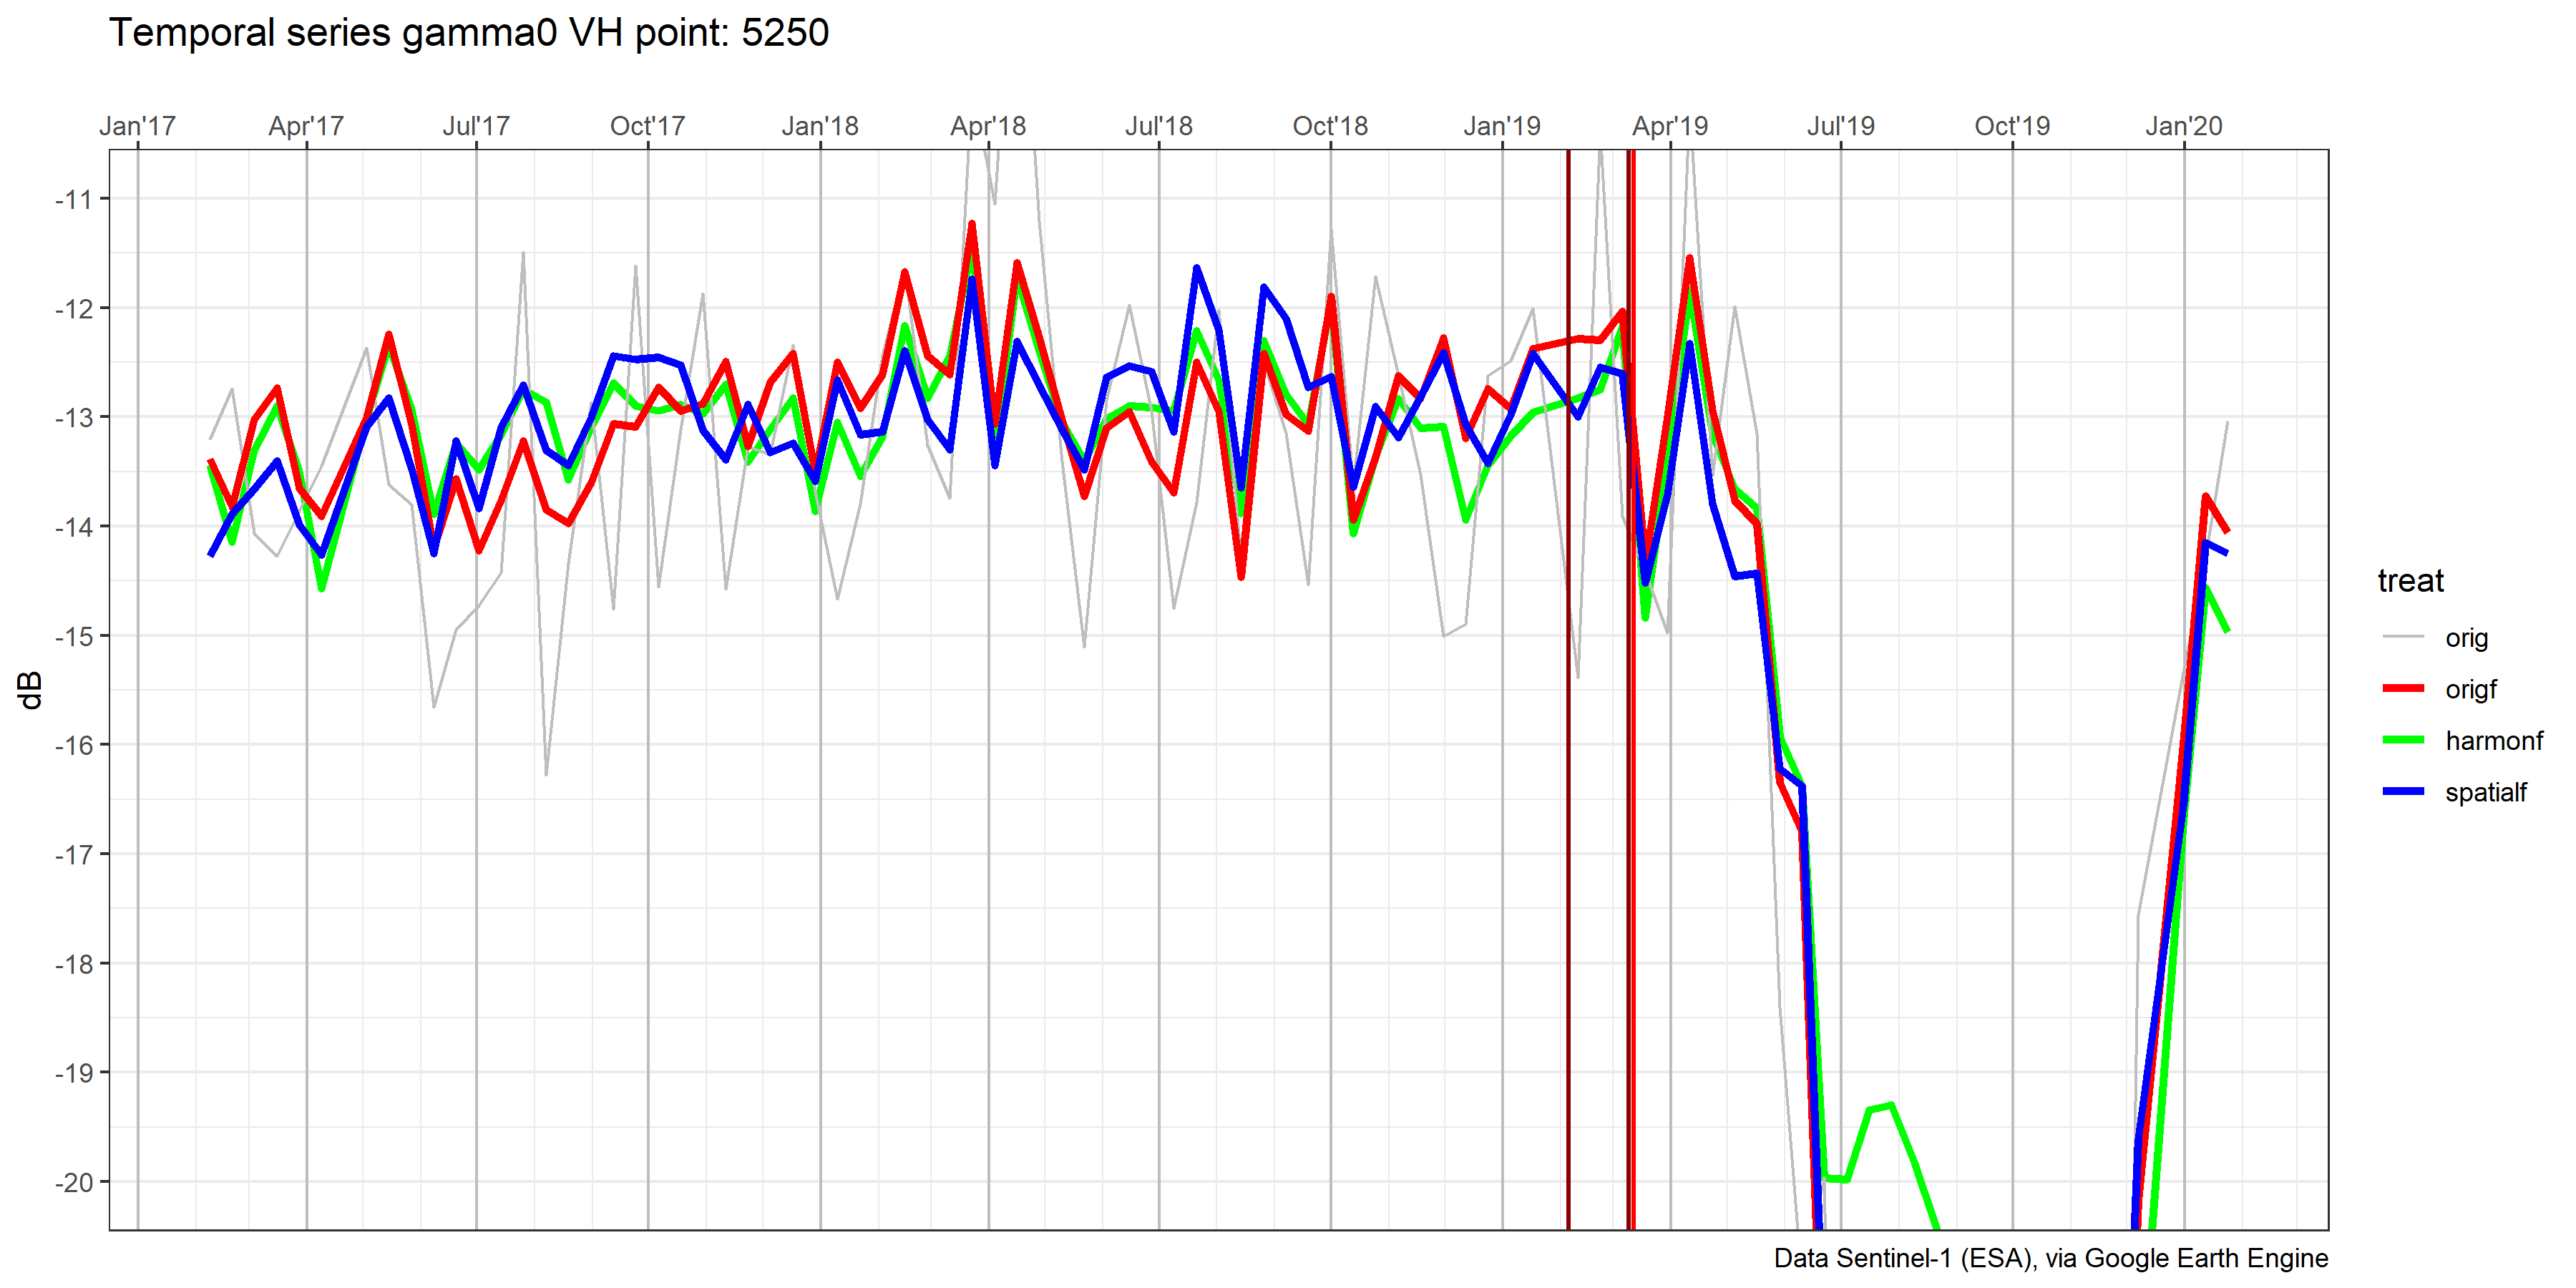 Temporal series gamma0 VH point: 5250
Jan'17 Apr'17 Jul'17 Oct'17 Jan'18 Apr'18 Jul'18 Oct'18 Jan'19 Apr'19 Jul'19 Oct'19 Jan'20
-11
-12
-13
-14
-15
-16
-17
-18
-19
-20
dB
treat
orig
origf
harmonf
spatialf
Data Sentinel-1 (ESA), via Google Earth Engine